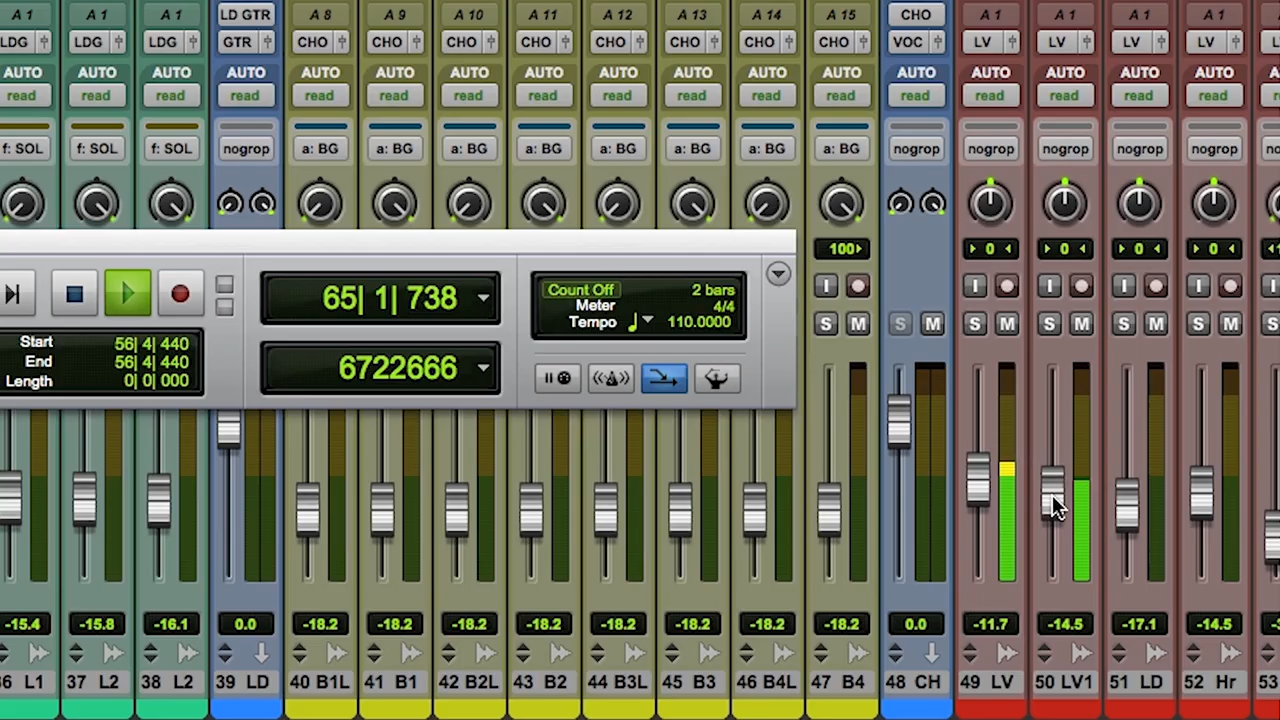 A 1 A 1 A 1 LD GTR A 8 A 9 A 10 A 11 A 12 A 13 A 14 A 15 CHO A 1 A 1 A 1 A 1
LDG LDG LDG GTR CHO CHO CHO CHO CHO CHO CHO CHO VOC LV LV LV LV
AUTO AUTO AUTO AUTO AUTO AUTO AUTO AUTO AUTO AUTO AUTO AUTO AUTO AUTO AUTO AUTO AUTO
read read read read read read read read read read read read read read read read read
f: SOL f: SOL f: SOL nogrop a: BG a: BG a: BG a: BG a: BG a: BG a: BG a: BG nogrop nogrop nogrop nogrop nogrop no
100 0 0 0 0
I I I I I
S M S M S M S M S M S M
65| 1| 738
6722666
Count Off 2 bars
Meter 4/4
Tempo 110.0000
Start 56| 4| 440
End 56| 4| 440
Length 0| 0| 000
-15.4 -15.8 -16.1 0.0 -18.2 -18.2 -18.2 -18.2 -18.2 -18.2 -18.2 -18.2 0.0 -11.7 -14.5 -17.1 -14.5
36 L1 37 L2 38 L2 39 LD 40 B1L 41 B1 42 B2L 43 B2 44 B3L 45 B3 46 B4L 47 B4 48 CH 49 LV 50 LV1 51 LD 52 Hr 53